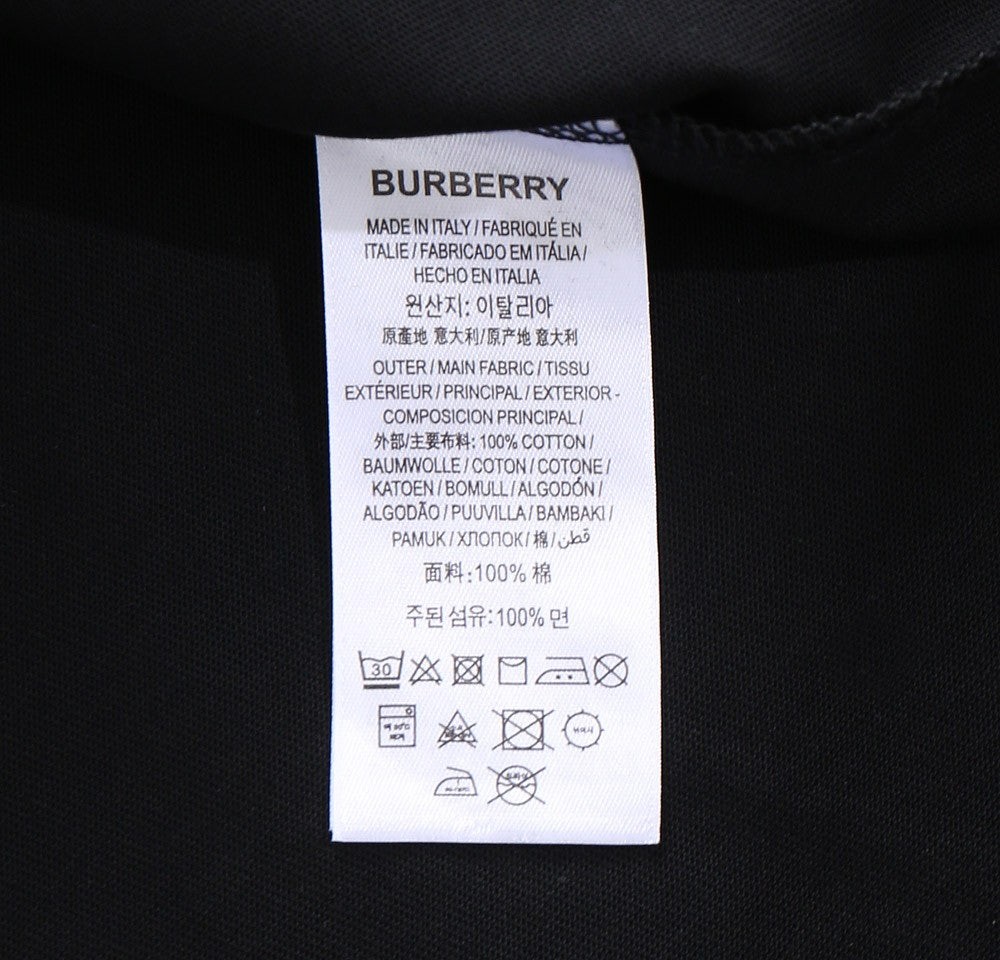 BURBERRY
MADE IN ITALY / FABRIQUÉ EN
ITALIE / FABRICADO EM ITÁLIA /
HECHO EN ITALIA
원산지: 이탈리아
原產地 意大利/原产地 意大利
OUTER / MAIN FABRIC / TISSU
EXTÉRIEUR / PRINCIPAL / EXTERIOR -
COMPOSICION PRINCIPAL /
外部/主要布料: 100% COTTON /
BAUMWOLLE / COTON / COTONE /
KATOEN / BOMULL / ALGODÓN /
ALGODÃO / PUUVILLA / BAMBAKI /
PAMUK / ХЛОПОК / 棉 / قطن
面料:100% 棉
주된 섬유:100% 면
30